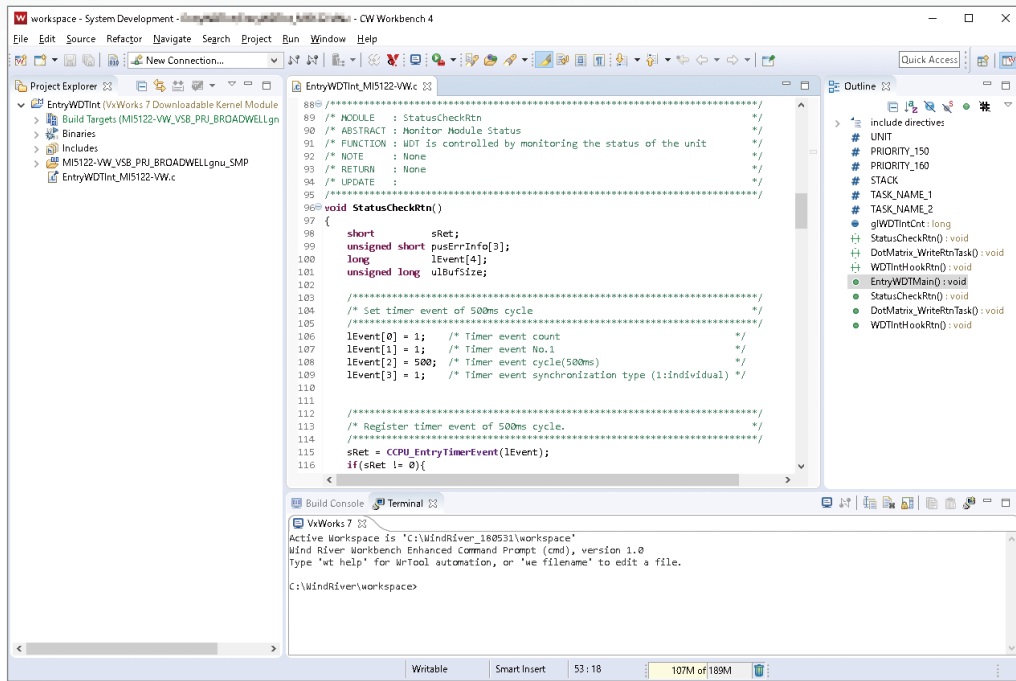 workspace - System Development - - CW Workbench 4
File Edit Source Refactor Navigate Search Project Run Window Help
New Connection...
Quick Access
Project Explorer
EntryWDTInt (VxWorks 7 Downloadable Kernel Module
Build Targets (MI5122-VW_VSB_PRJ_BROADWELLgn
Binaries
Includes
MI5122-VW_VSB_PRJ_BROADWELLgnu_SMP
EntryWDTInt_MI5122-VW.c
EntryWDTInt_MI5122-VW.c
88 /*******************************************************************/
89 /* MODULE : StatusCheckRtn */
90 /* ABSTRACT : Monitor Module Status */
91 /* FUNCTION : WDT is controlled by monitoring the status of the unit */
92 /* NOTE : None */
93 /* RETURN : None */
94 /* UPDATE : */
95 /*******************************************************************/
96 void StatusCheckRtn()
97 {
98 short sRet;
99 unsigned short pusErrInfo[3];
100 long lEvent[4];
101 unsigned long ulBufSize;
102
103 /****************************************************************/
104 /* Set timer event of 500ms cycle */
105 /****************************************************************/
106 lEvent[0] = 1; /* Timer event count */
107 lEvent[1] = 1; /* Timer event No.1 */
108 lEvent[2] = 500; /* Timer event cycle(500ms) */
109 lEvent[3] = 1; /* Timer event synchronization type (1:individual) */
110
111
112 /****************************************************************/
113 /* Register timer event of 500ms cycle. */
114 /****************************************************************/
115 sRet = CCPU_EntryTimerEvent(lEvent);
116 if(sRet != 0){
Outline
include directives
# UNIT
# PRIORITY_150
# PRIORITY_160
# STACK
# TASK_NAME_1
# TASK_NAME_2
glWDTIntCnt : long
StatusCheckRtn() : void
DotMatrix_WriteRtnTask() : void
WDTIntHookRtn() : void
EntryWDTMain() : void
StatusCheckRtn() : void
DotMatrix_WriteRtnTask() : void
WDTIntHookRtn() : void
Build Console Terminal
VxWorks 7
Active Workspace is 'C:\WindRiver_180531\workspace'
Wind River Workbench Enhanced Command Prompt (cmd), version 1.0
Type 'wt help' for WrTool automation, or 'we filename' to edit a file.
C:\WindRiver\workspace>
Writable Smart Insert 53 : 18 107M of 189M